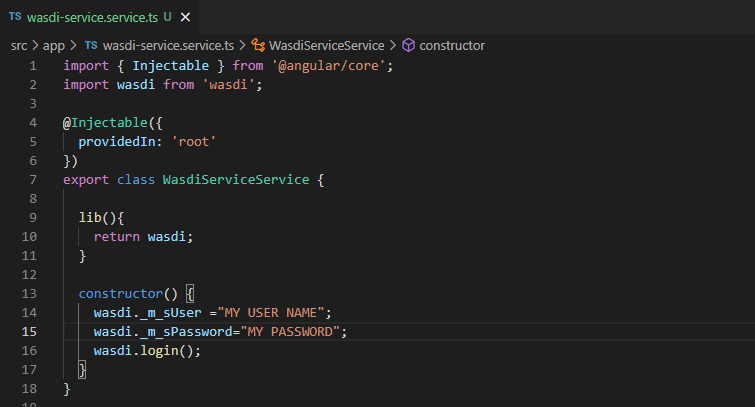 TS wasdi-service.service.ts U ×
src > app > TS wasdi-service.service.ts > WasdiServiceService > constructor
1 import { Injectable } from '@angular/core';
2 import wasdi from 'wasdi';
3
4 @Injectable({
5 providedIn: 'root'
6 })
7 export class WasdiServiceService {
8
9 lib(){
10 return wasdi;
11 }
12
13 constructor() {
14 wasdi._m_sUser ="MY USER NAME";
15 wasdi._m_sPassword="MY PASSWORD";
16 wasdi.login();
17 }
18 }
19